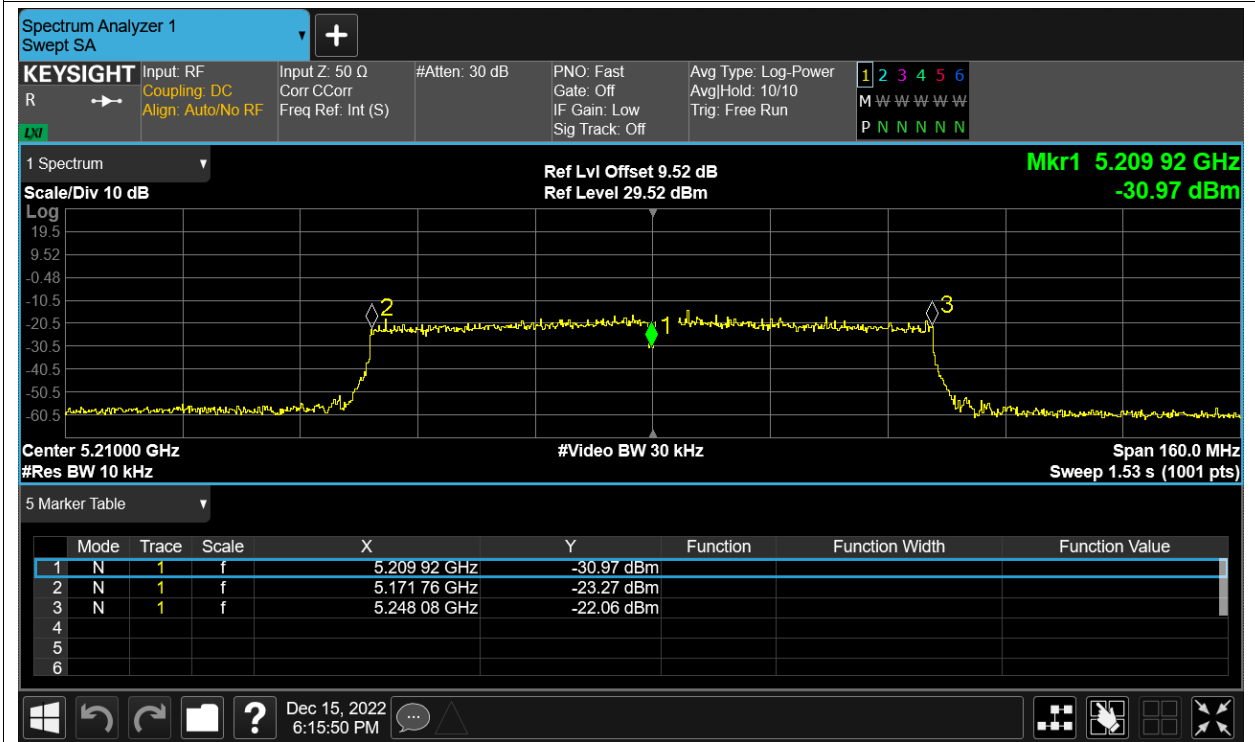 Spectrum Analyzer 1
Swept SA
+
KEYSIGHT Input: RF Input Z: 50 Ω #Atten: 30 dB PNO: Fast Avg Type: Log-Power 1 2 3 4 5 6
R Coupling: DC Corr CCorr Gate: Off Avg|Hold: 10/10 M W W W W W
Align: Auto/No RF Freq Ref: Int (S) IF Gain: Low Trig: Free Run
LXI Sig Track: Off P N N N N N
1 Spectrum Ref Lvl Offset 9.52 dB Mkr1 5.209 92 GHz
Scale/Div 10 dB Ref Level 29.52 dBm -30.97 dBm
Log
19.5
9.52
-0.48
-10.5 2 3
-20.5 1
-30.5
-40.5
-50.5
-60.5
Center 5.21000 GHz #Video BW 30 kHz Span 160.0 MHz
#Res BW 10 kHz Sweep 1.53 s (1001 pts)
5 Marker Table
Mode Trace Scale X Y Function Function Width Function Value
1 N 1 f 5.209 92 GHz -30.97 dBm
2 N 1 f 5.171 76 GHz -23.27 dBm
3 N 1 f 5.248 08 GHz -22.06 dBm
4
5
6
? Dec 15, 2022
6:15:50 PM